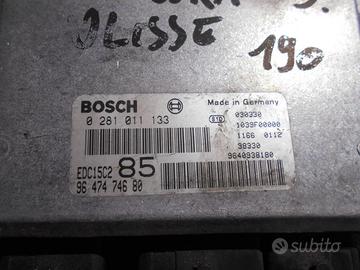 ULISSE
190
BOSCH
Made in Germany
0 281 011 133
030330
1039F00000
1166 0112
38330
9640938180
EDC15C2 85
96 474 746 80
subito